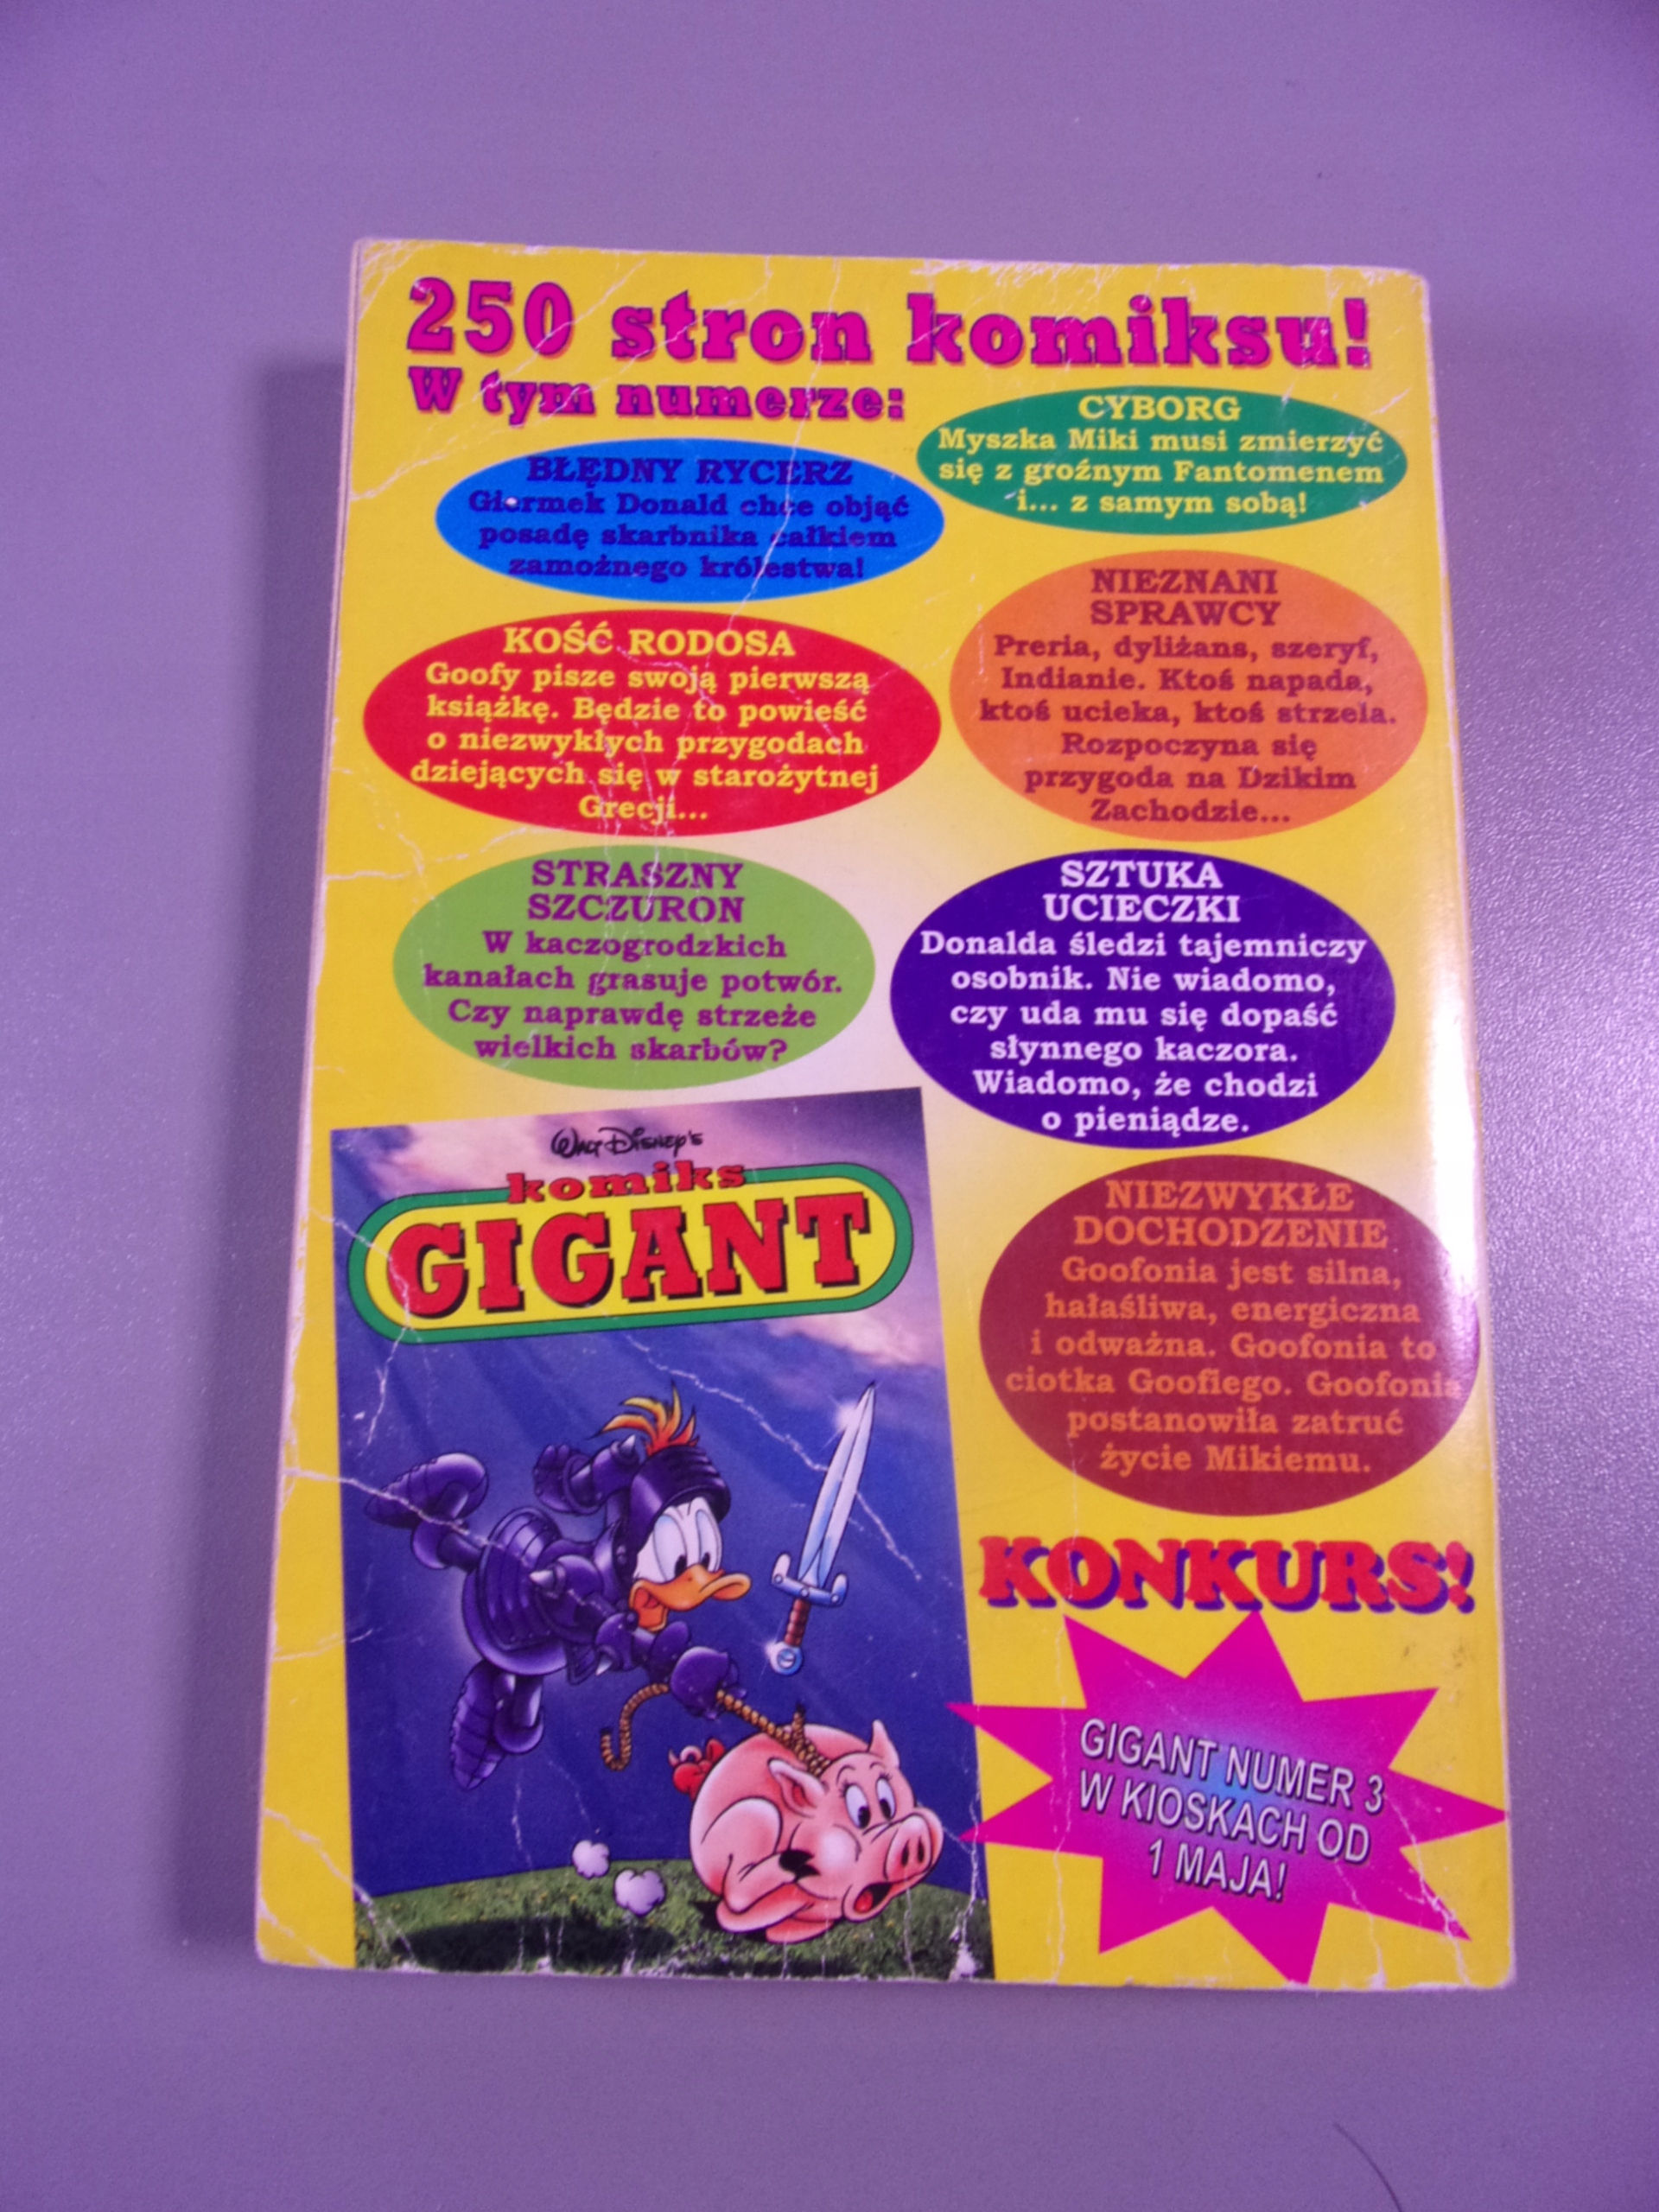 250 stron komiksu!
W tym numerze:
BŁĘDNY RYCERZ
Giermek Donald chce objąć
posadę skarbnika całkiem
zamożnego królestwa!
CYBORG
Myszka Miki musi zmierzyć
się z groźnym Fantomenem
i... z samym sobą!
KOŚĆ RODOSA
Goofy pisze swoją pierwszą
książkę. Będzie to powieść
o niezwykłych przygodach
dziejących się w starożytnej
Grecji...
NIEZNANI
SPRAWCY
Preria, dyliżans, szeryf,
Indianie. Ktoś napada,
ktoś ucieka, ktoś strzela.
Rozpoczyna się
przygoda na Dzikim
Zachodzie...
STRASZNY
SZCZURON
W kaczogrodzkich
kanałach grasuje potwór.
Czy naprawdę strzeże
wielkich skarbów?
SZTUKA
UCIECZKI
Donalda śledzi tajemniczy
osobnik. Nie wiadomo,
czy uda mu się dopaść
słynnego kaczora.
Wiadomo, że chodzi
o pieniądze.
WALT DISNEY'S
komiks
GIGANT
NIEZWYKŁE
DOCHODZENIE
Goofonia jest silna,
hałaśliwa, energiczna
i odważna. Goofonia to
ciotka Goofiego. Goofonia
postanowiła zatruć
życie Mikiemu.
KONKURS!
GIGANT NUMER 3
W KIOSKACH OD
1 MAJA!